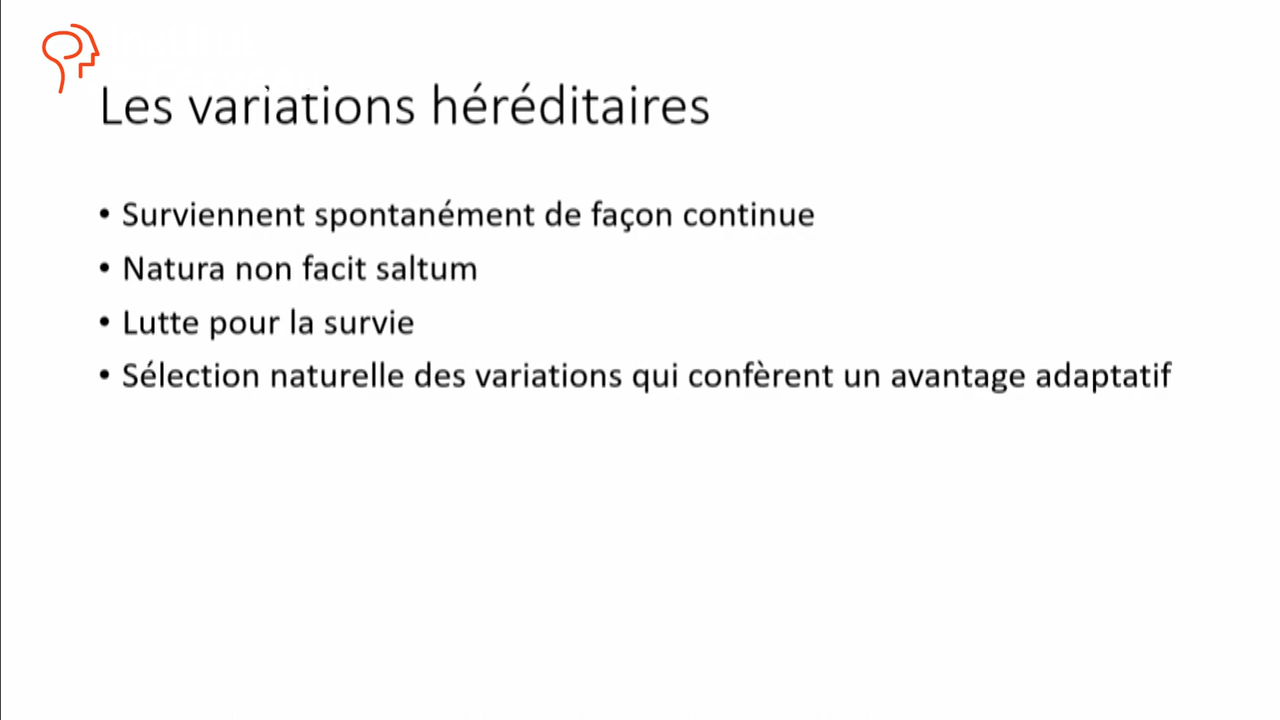 Les variations héréditaires
• Surviennent spontanément de façon continue
• Natura non facit saltum
• Lutte pour la survie
• Sélection naturelle des variations qui confèrent un avantage adaptatif